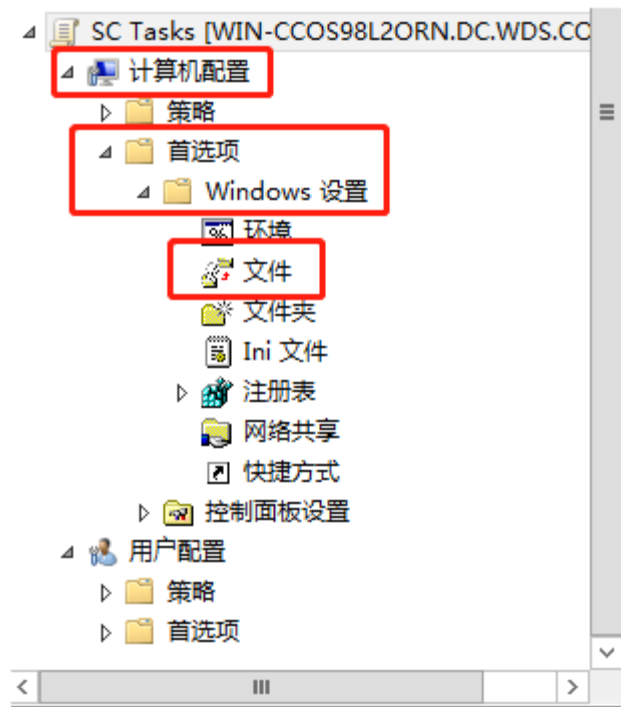 SC Tasks [WIN-CCOS98L2ORN.DC.WDS.CO
计算机配置
策略
首选项
Windows 设置
环境
文件
文件夹
Ini 文件
注册表
网络共享
快捷方式
控制面板设置
用户配置
策略
首选项